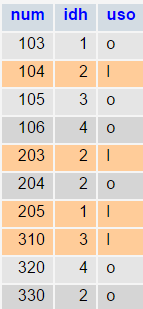 num idh uso
103 1 o
104 2 l
105 3 o
106 4 o
203 2 l
204 2 o
205 1 l
310 3 l
320 4 o
330 2 o